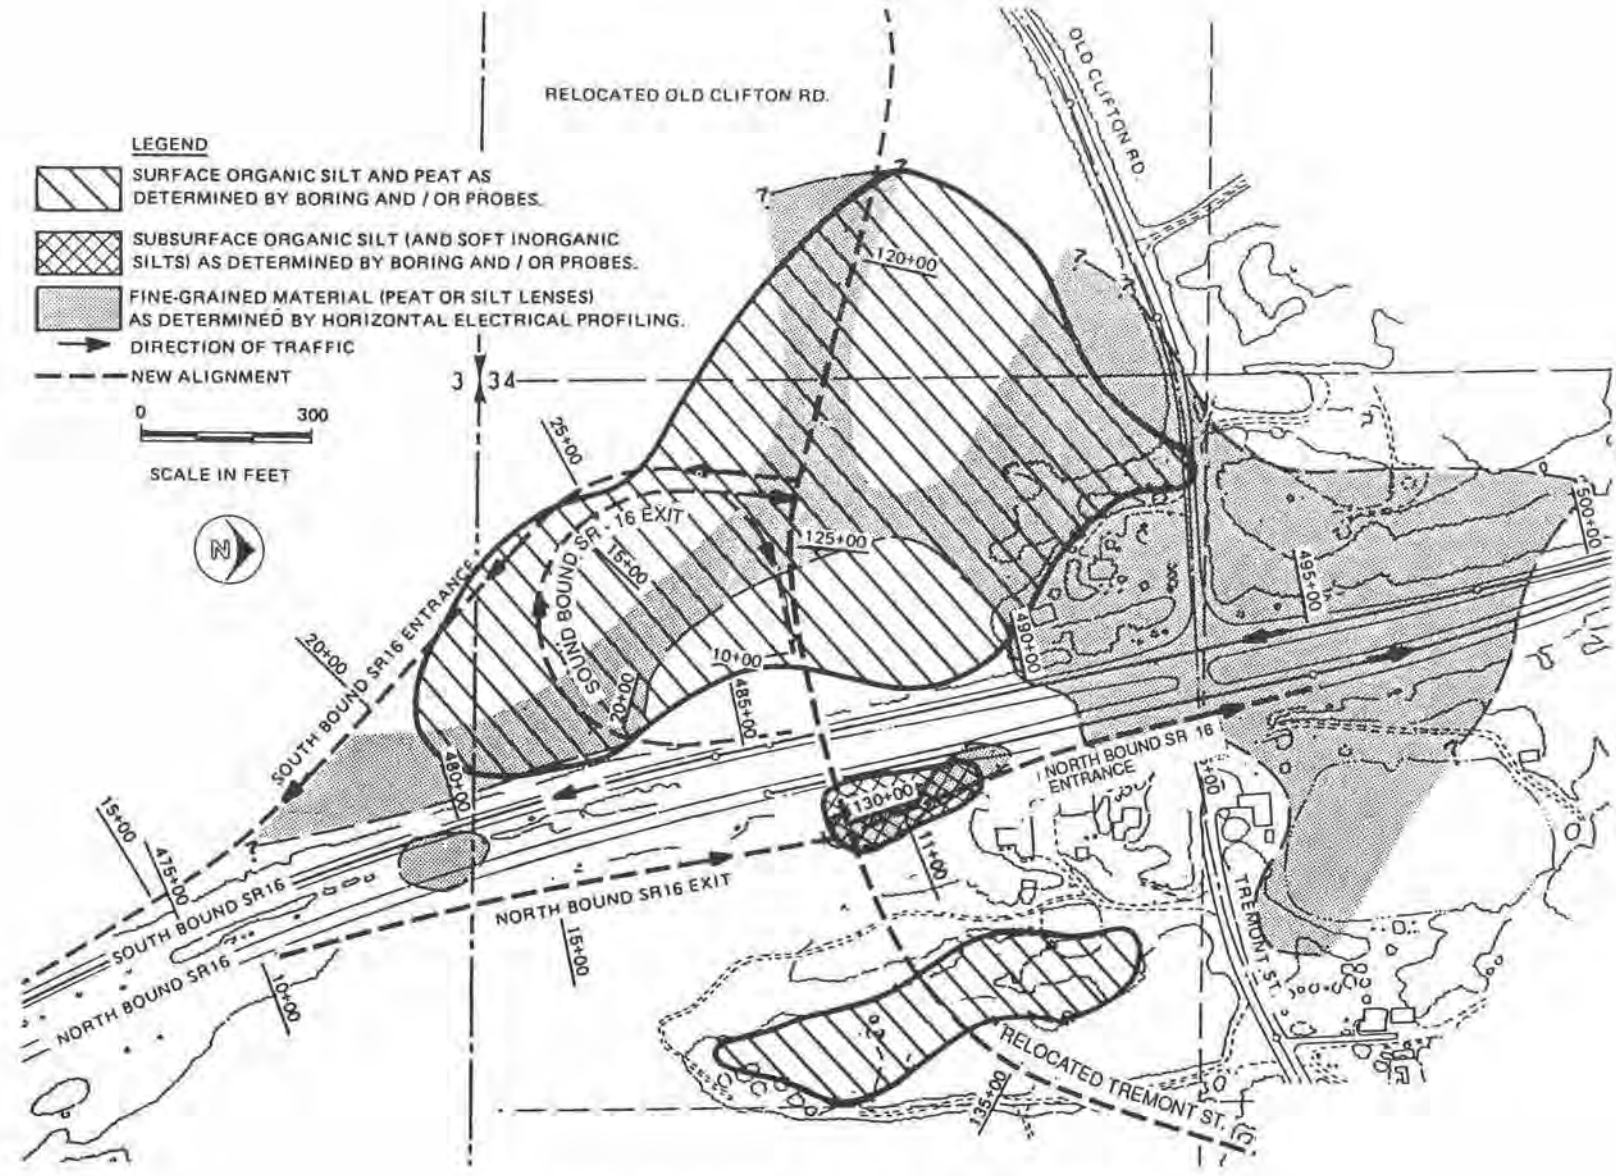 RELOCATED OLD CLIFTON RD.
OLD CLIFTON RD.
LEGEND
SURFACE ORGANIC SILT AND PEAT AS
DETERMINED BY BORING AND / OR PROBES.
SUBSURFACE ORGANIC SILT (AND SOFT INORGANIC
SILTS) AS DETERMINED BY BORING AND / OR PROBES.
FINE-GRAINED MATERIAL (PEAT OR SILT LENSES)
AS DETERMINED BY HORIZONTAL ELECTRICAL PROFILING.
DIRECTION OF TRAFFIC
NEW ALIGNMENT
0 300
SCALE IN FEET
N
3 34
?
?
?
120+00
25+00
125+00
SOUND BOUND SR-16 EXIT
15+00
500+00
495+00
490+00
SOUTH BOUND SR16 ENTRANCE
20+00
10+00
20+00
485+00
480+00
?
?
NORTH BOUND SR 16
ENTRANCE
5+00
130+00
11+00
15+00
475+00
SOUTH BOUND SR16
NORTH BOUND SR16
NORTH BOUND SR16 EXIT
10+00
15+00
TREMONT ST.
RELOCATED TREMONT ST.
135+00